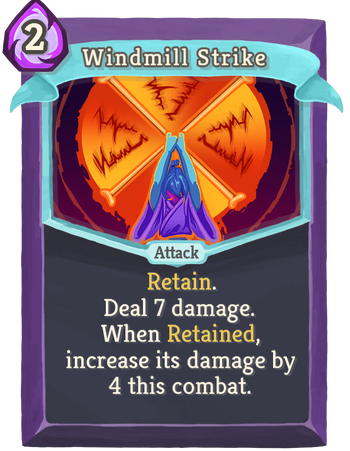 2
Windmill Strike
Attack
Retain.
Deal 7 damage.
When Retained,
increase its damage by
4 this combat.